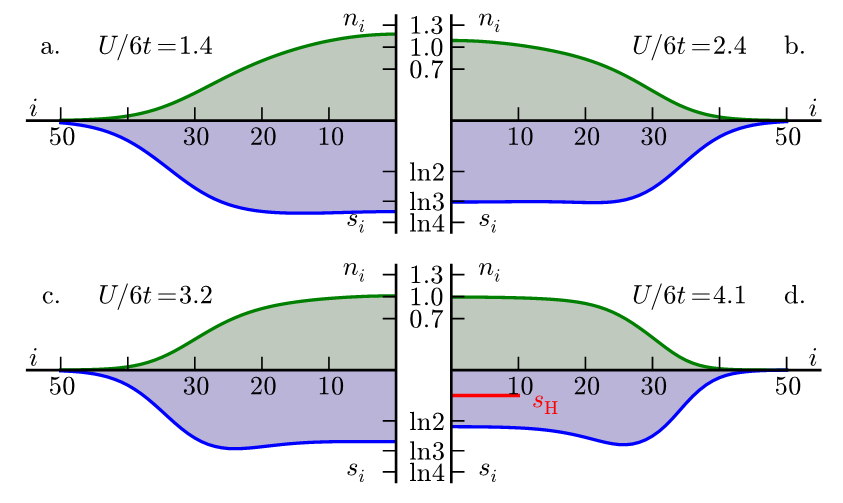 a. U/6t=1.4 n_i 1.3 n_i U/6t=2.4 b.
1.0
0.7
i i
50 30 20 10 10 20 30 50
ln2
ln3
s_i ln4 s_i
c. U/6t=3.2 n_i 1.3 n_i U/6t=4.1 d.
1.0
0.7
i i
50 30 20 10 10 20 30 50
s_H
ln2
ln3
s_i ln4 s_i